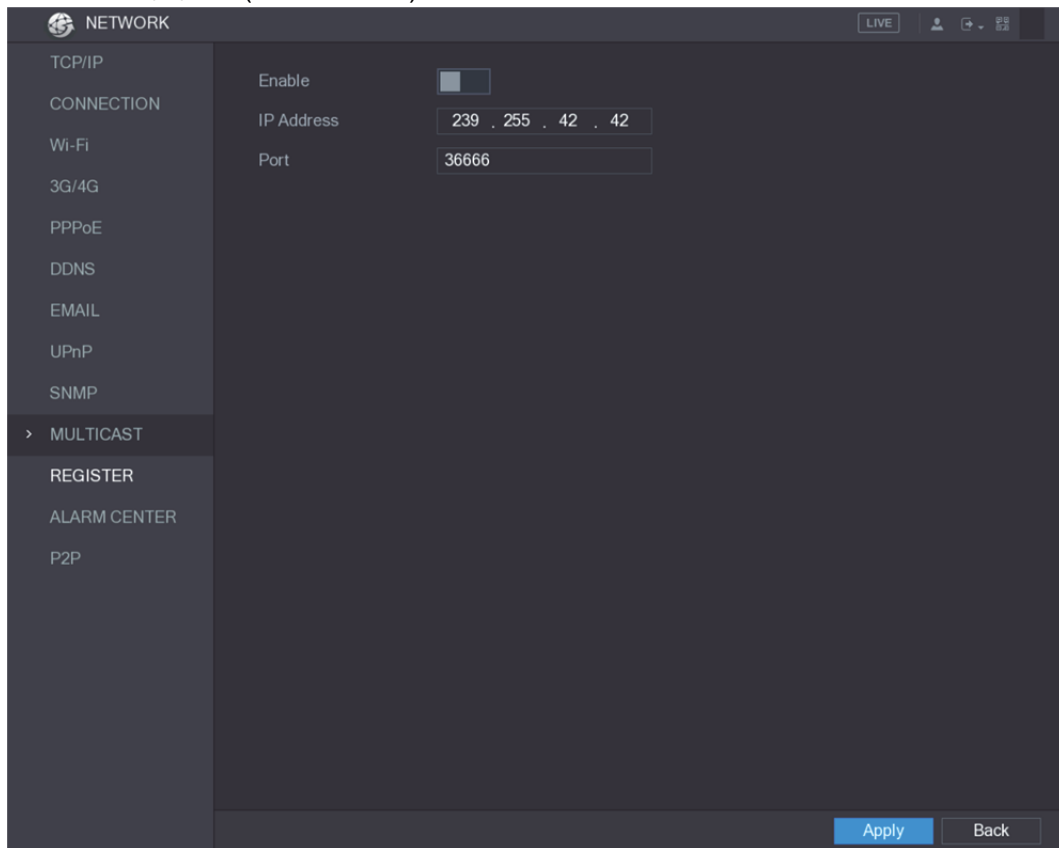 NETWORK
LIVE
TCP/IP
CONNECTION
Wi-Fi
3G/4G
PPPoE
DDNS
EMAIL
UPnP
SNMP
> MULTICAST
REGISTER
ALARM CENTER
P2P
Enable
IP Address 239 . 255 . 42 . 42
Port 36666
Apply Back